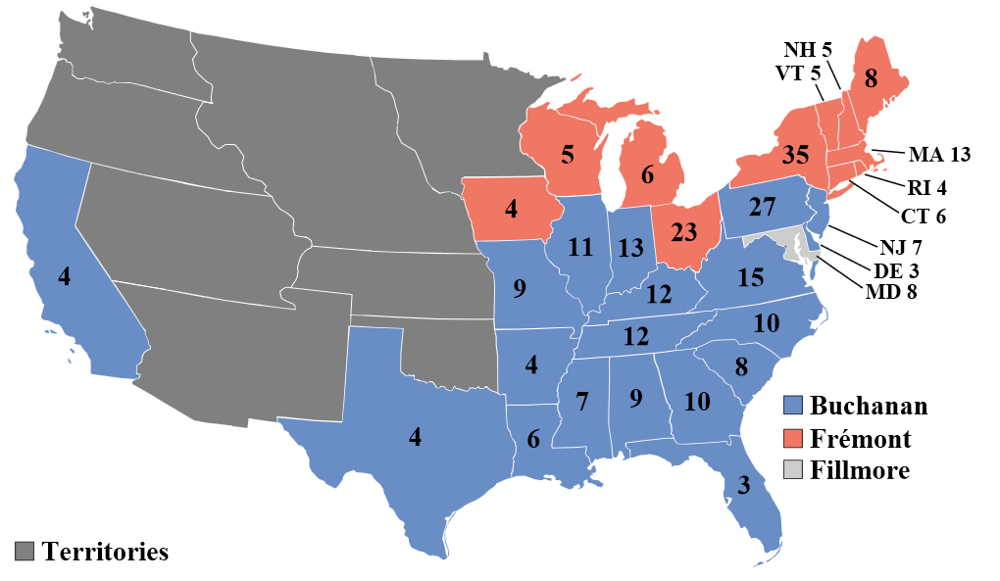 NH 5
VT 5
8
5
35
MA 13
6
RI 4
4
27
CT 6
23
11
13
NJ 7
4
15
DE 3
9
12
MD 8
10
12
4
8
7
9
10
Buchanan
4
6
Frémont
3
Fillmore
Territories